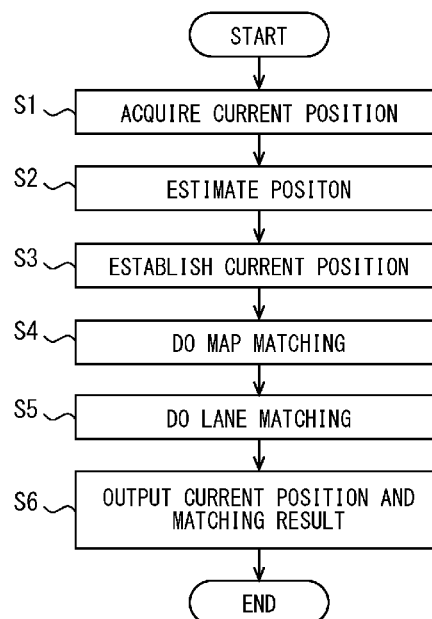 START
S1
ACQUIRE CURRENT POSITION
S2
ESTIMATE POSITON
S3
ESTABLISH CURRENT POSITION
S4
DO MAP MATCHING
S5
DO LANE MATCHING
S6
OUTPUT CURRENT POSITION AND
MATCHING RESULT
END